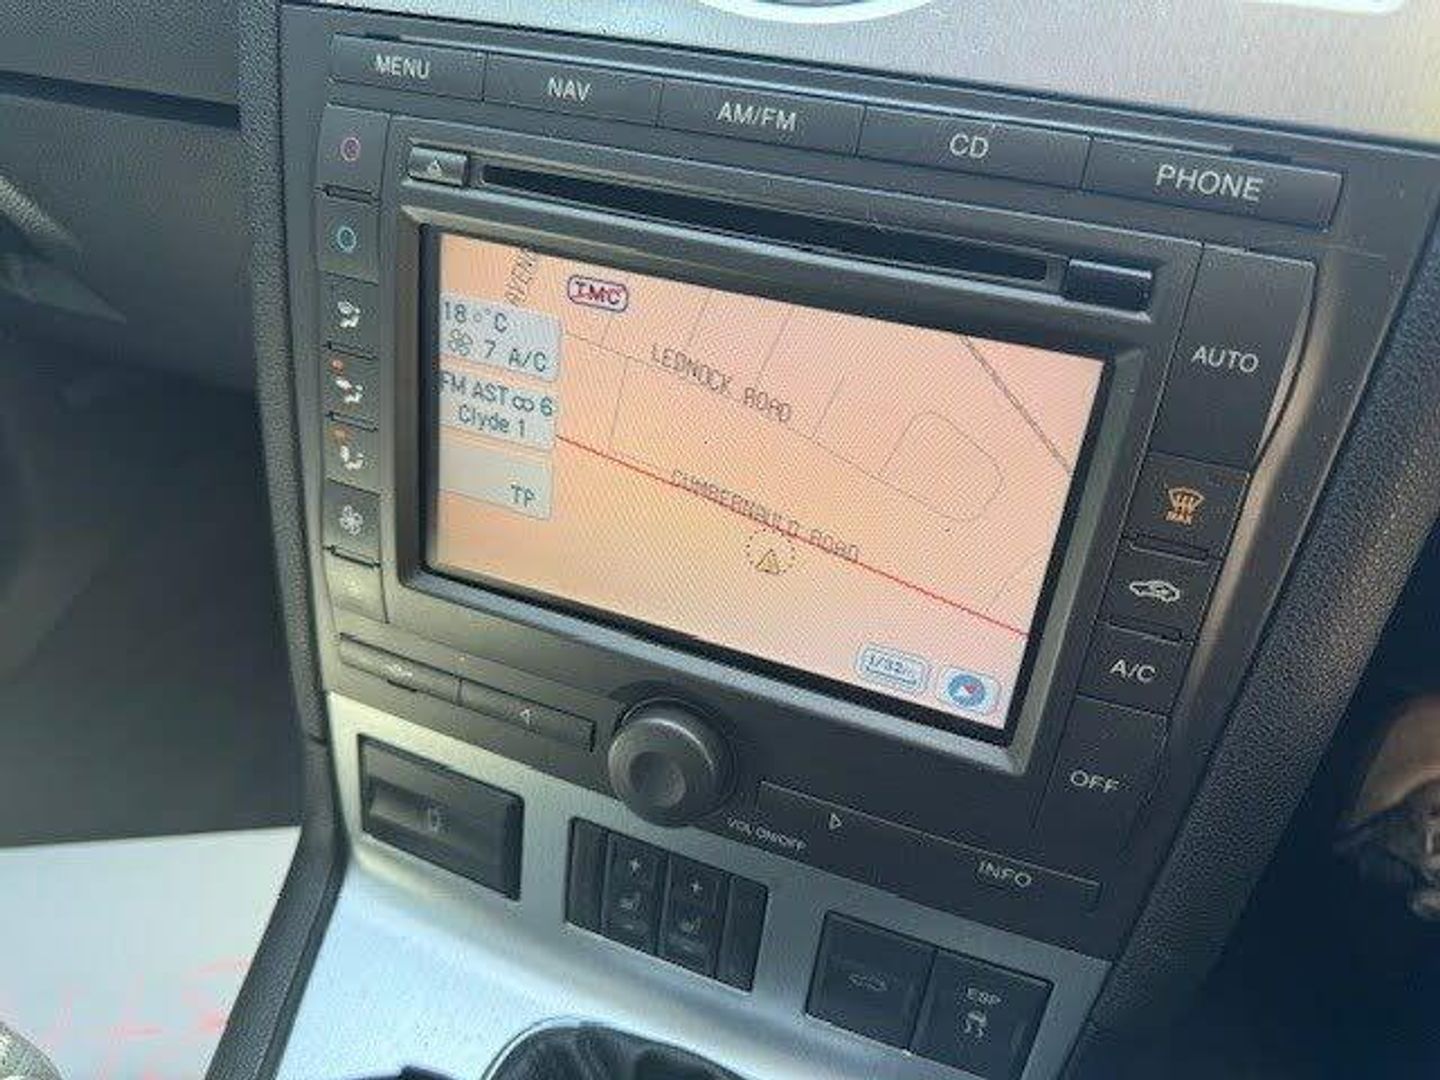 MENU
NAV
AM/FM
CD
PHONE
TMC
18°C
7 A/C
FM AST 6
Clyde 1
TP
LEDNOCK ROAD
CUMBERNAULD ROAD
AUTO
MAX
A/C
OFF
VOL ON/OFF
INFO
ESP